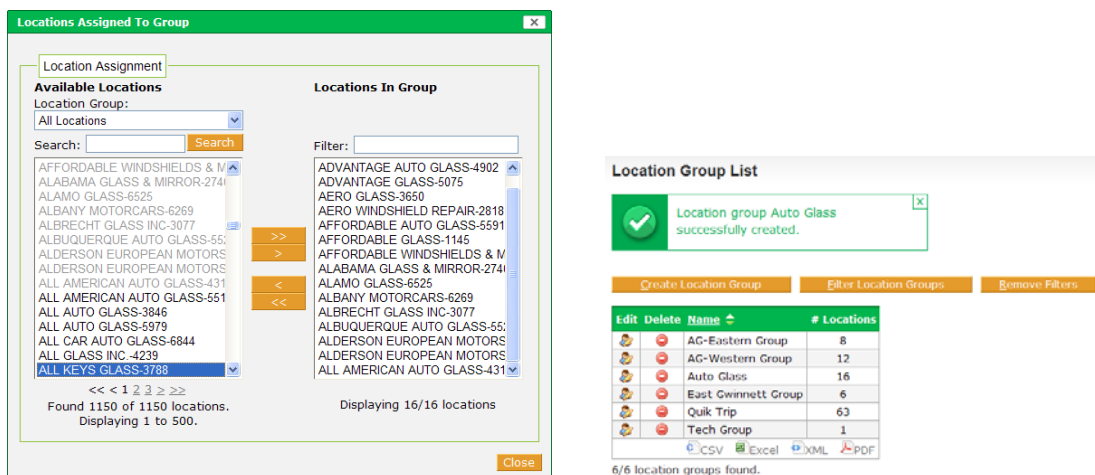 Locations Assigned To Group
Location Assignment
Available Locations
Location Group:
All Locations
Search:
Search
AFFORDABLE WINDSHIELDS & M
ALABAMA GLASS & MIRROR-274
ALAMO GLASS-6525
ALBANY MOTORCARS-6269
ALBRECHT GLASS INC-3077
ALBUQUERQUE AUTO GLASS-55
ALDERSON EUROPEAN MOTORS
ALDERSON EUROPEAN MOTORS
ALL AMERICAN AUTO GLASS-431
ALL AMERICAN AUTO GLASS-551
ALL AUTO GLASS-3846
ALL AUTO GLASS-5979
ALL CAR AUTO GLASS-6844
ALL GLASS INC.-4239
ALL KEYS GLASS-3788
<< < 1 2 3 > >>
Found 1150 of 1150 locations.
Displaying 1 to 500.
>>
>
<
<<
Locations In Group
Filter:
ADVANTAGE AUTO GLASS-4902
ADVANTAGE GLASS-5075
AERO GLASS-3650
AERO WINDSHIELD REPAIR-2818
AFFORDABLE AUTO GLASS-5591
AFFORDABLE GLASS-1145
AFFORDABLE WINDSHIELDS & M
ALABAMA GLASS & MIRROR-274
ALAMO GLASS-6525
ALBANY MOTORCARS-6269
ALBRECHT GLASS INC-3077
ALBUQUERQUE AUTO GLASS-55
ALDERSON EUROPEAN MOTORS
ALDERSON EUROPEAN MOTORS
ALL AMERICAN AUTO GLASS-431
Displaying 16/16 locations
Close
Location Group List
Location group Auto Glass
successfully created.
Create Location Group Filter Location Groups Remove Filters
Edit Delete Name # Locations
AG-Eastern Group 8
AG-Western Group 12
Auto Glass 16
East Gwinnett Group 6
Quik Trip 63
Tech Group 1
CSV Excel XML PDF
6/6 location groups found.